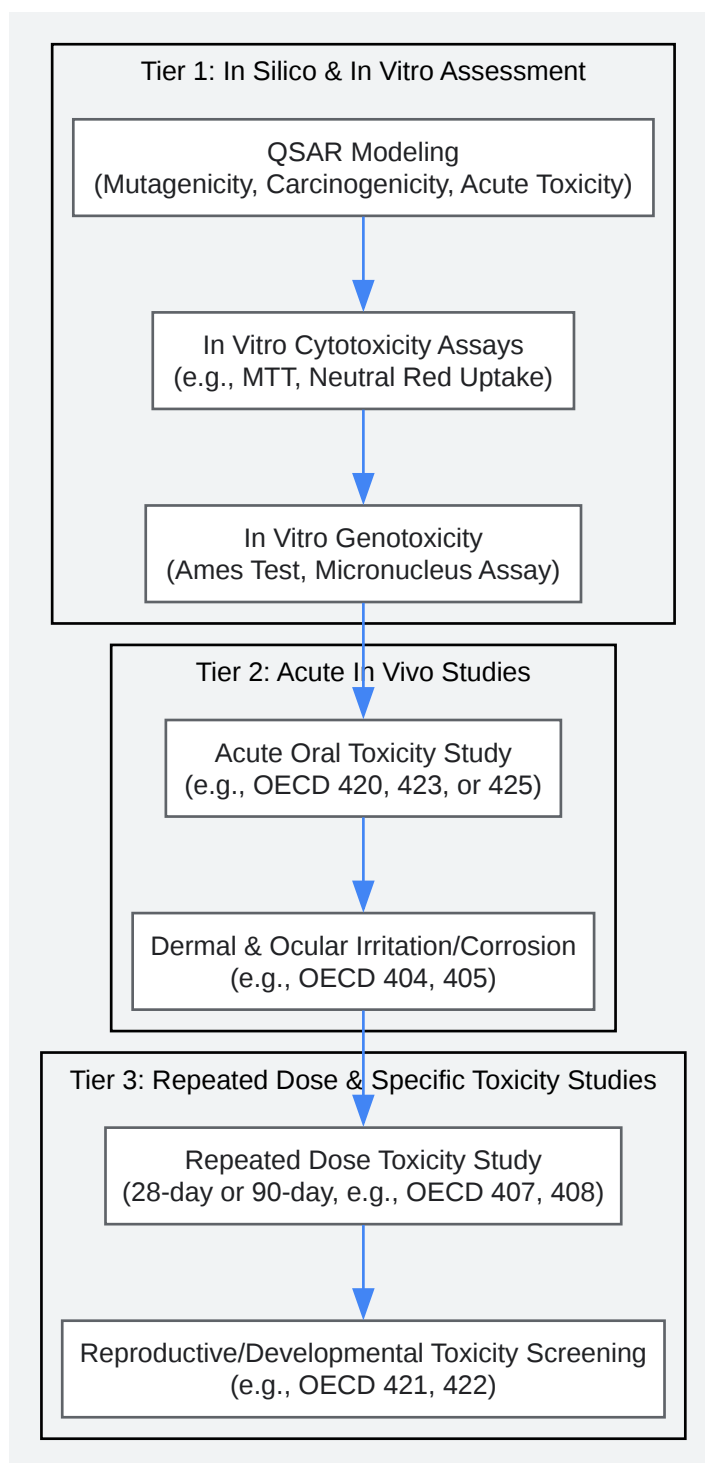 Tier 1: In Silico & In Vitro Assessment
QSAR Modeling
(Mutagenicity, Carcinogenicity, Acute Toxicity)
In Vitro Cytotoxicity Assays
(e.g., MTT, Neutral Red Uptake)
In Vitro Genotoxicity
(Ames Test, Micronucleus Assay)
Tier 2: Acute In Vivo Studies
Acute Oral Toxicity Study
(e.g., OECD 420, 423, or 425)
Dermal & Ocular Irritation/Corrosion
(e.g., OECD 404, 405)
Tier 3: Repeated Dose & Specific Toxicity Studies
Repeated Dose Toxicity Study
(28-day or 90-day, e.g., OECD 407, 408)
Reproductive/Developmental Toxicity Screening
(e.g., OECD 421, 422)